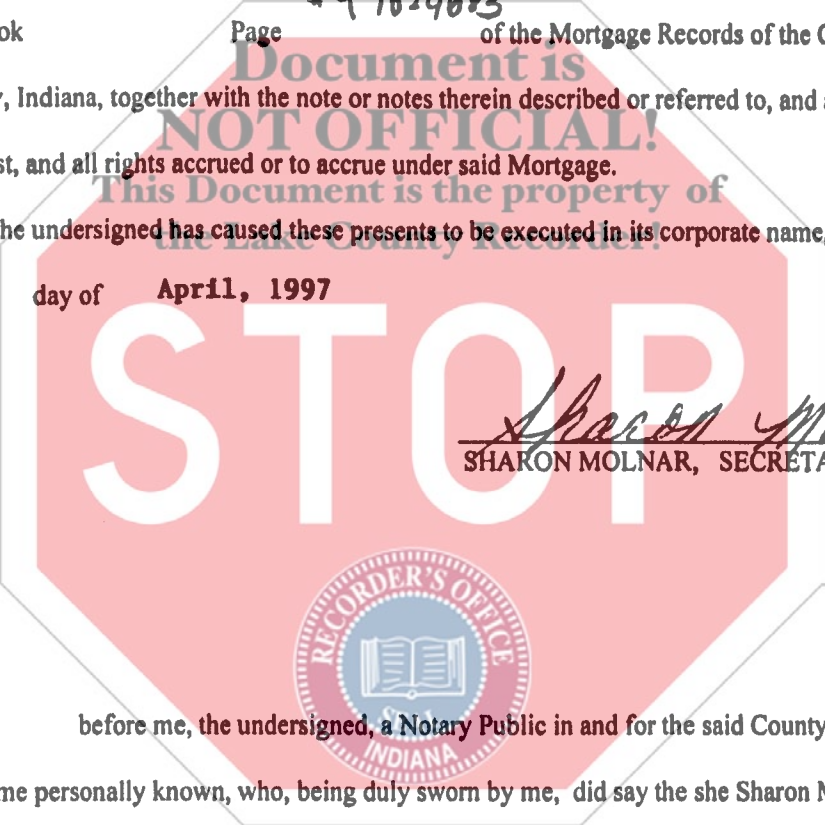 ok Page of the Mortgage Records of the
Document is
, Indiana, together with the note or notes therein described or referred to, and
NOT OFFICIAL!
st, and all rights accrued or to accrue under said Mortgage.
This Document is the property of
he undersigned has caused these presents to be executed in its corporate name,
the Lake County Recorder!
day of April, 1997
STOP
Sharon
SHARON MOLNAR, SECRETA
RECORDER'S OFFICE
SEAL
INDIANA
before me, the undersigned, a Notary Public in and for the said County
me personally known, who, being duly sworn by me, did say the she Sharon